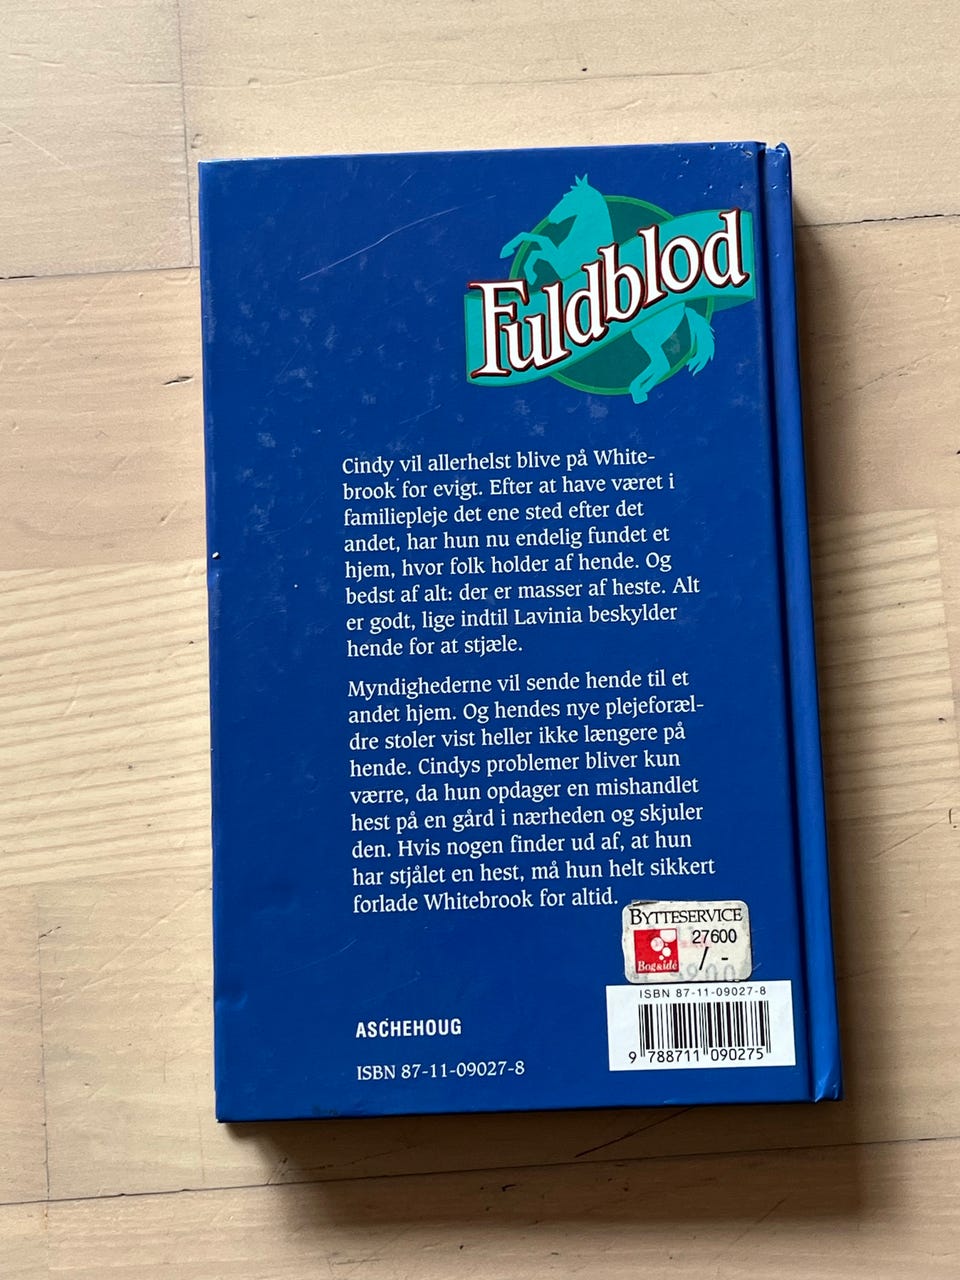 Fuldblod
Cindy vil allerhelst blive på White-
brook for evigt. Efter at have været i
familiepleje det ene sted efter det
andet, har hun nu endelig fundet et
hjem, hvor folk holder af hende. Og
bedst af alt: der er masser af heste. Alt
er godt, lige indtil Lavinia beskylder
hende for at stjæle.
Myndighederne vil sende hende til et
andet hjem. Og hendes nye plejeforæl-
dre stoler vist heller ikke længere på
hende. Cindys problemer bliver kun
værre, da hun opdager en mishandlet
hest på en gård i nærheden og skjuler
den. Hvis nogen finder ud af, at hun
har stjålet en hest, må hun helt sikkert
forlade Whitebrook for altid.
BYTTESERVICE
27600
/ -
Bog&idé
ISBN 87-11-09027-8
9 788711 090275
ASCHEHOUG
ISBN 87-11-09027-8